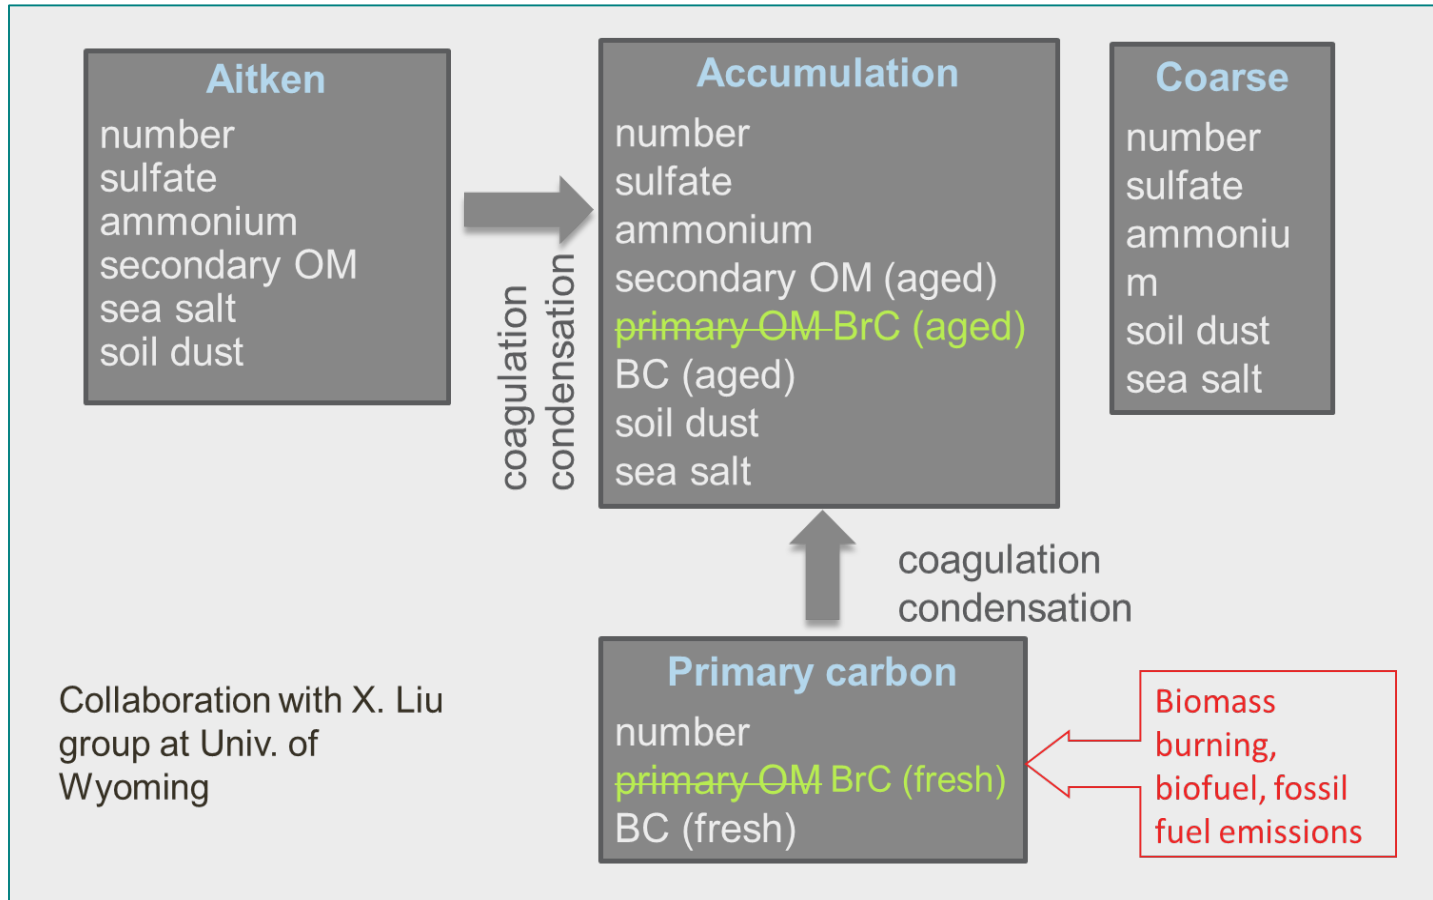 Aitken
number
sulfate
ammonium
secondary OM
sea salt
soil dust
coagulation
condensation
Accumulation
number
sulfate
ammonium
secondary OM (aged)
primary OM BrC (aged)
BC (aged)
soil dust
sea salt
Coarse
number
sulfate
ammoniu
m
soil dust
sea salt
coagulation
condensation
Primary carbon
number
primary OM BrC (fresh)
BC (fresh)
Biomass
burning,
biofuel, fossil
fuel emissions
Collaboration with X. Liu
group at Univ. of
Wyoming